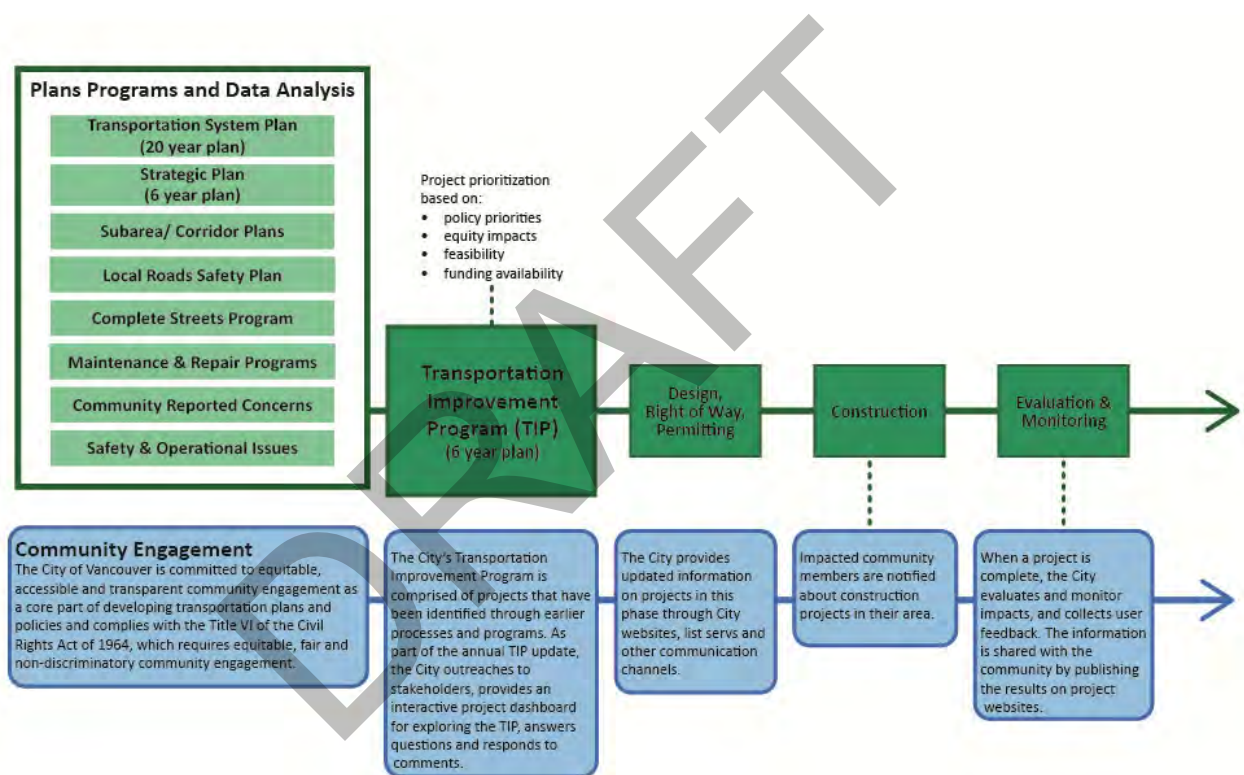 Plans Programs and Data Analysis
Transportation System Plan
(20 year plan)
Strategic Plan
(6 year plan)
Subarea/ Corridor Plans
Local Roads Safety Plan
Complete Streets Program
Maintenance & Repair Programs
Community Reported Concerns
Safety & Operational Issues
Project prioritization
based on:
• policy priorities
• equity impacts
• feasibility
• funding availability
Transportation
Improvement
Program (TIP)
(6 year plan)
Design,
Right of Way,
Permitting
Construction
Evaluation &
Monitoring
Community Engagement
The City of Vancouver is committed to equitable,
accessible and transparent community engagement as
a core part of developing transportation plans and
policies and complies with the Title VI of the Civil
Rights Act of 1964, which requires equitable, fair and
non-discriminatory community engagement.
The City's Transportation
Improvement Program is
comprised of projects that have
been identified through earlier
processes and programs. As
part of the annual TIP update,
the City outreaches to
stakeholders, provides an
interactive project dashboard
for exploring the TIP, answers
questions and responds to
comments.
The City provides
updated information
on projects in this
phase through City
websites, list servs and
other communication
channels.
Impacted community
members are notified
about construction
projects in their area.
When a project is
complete, the City
evaluates and monitor
impacts, and collects user
feedback. The information
is shared with the
community by publishing
the results on project
websites.
DRAFT